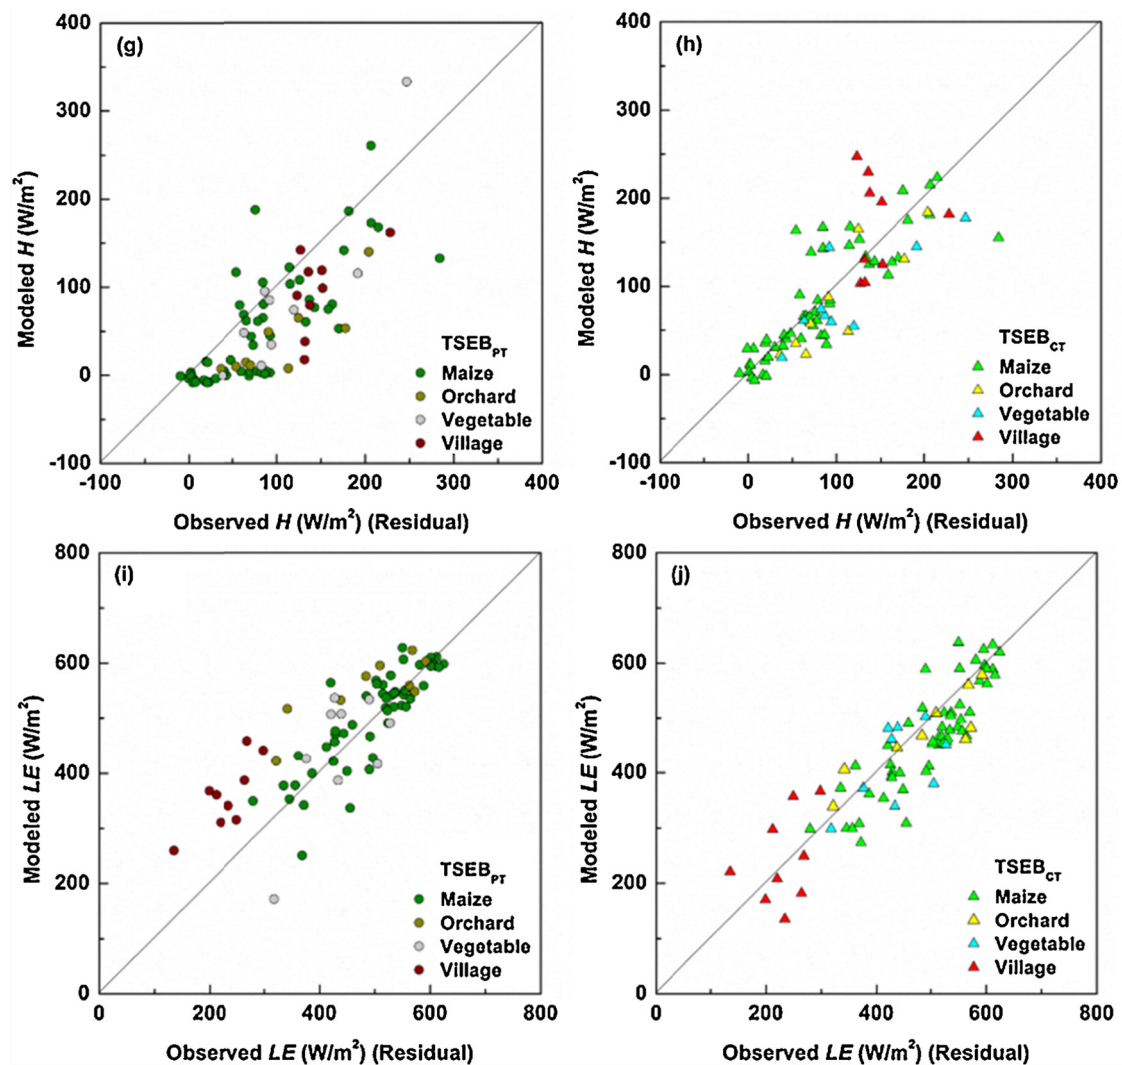 (g)
400
300
200
100
0
-100
-100 0 100 200 300 400
Modeled H (W/m²)
Observed H (W/m²) (Residual)
TSEB_PT
Maize
Orchard
Vegetable
Village
(h)
400
300
200
100
0
-100
-100 0 100 200 300 400
Modeled H (W/m²)
Observed H (W/m²) (Residual)
TSEB_CT
Maize
Orchard
Vegetable
Village
(i)
800
600
400
200
0
0 200 400 600 800
Modeled LE (W/m²)
Observed LE (W/m²) (Residual)
TSEB_PT
Maize
Orchard
Vegetable
Village
(j)
800
600
400
200
0
0 200 400 600 800
Modeled LE (W/m²)
Observed LE (W/m²) (Residual)
TSEB_CT
Maize
Orchard
Vegetable
Village